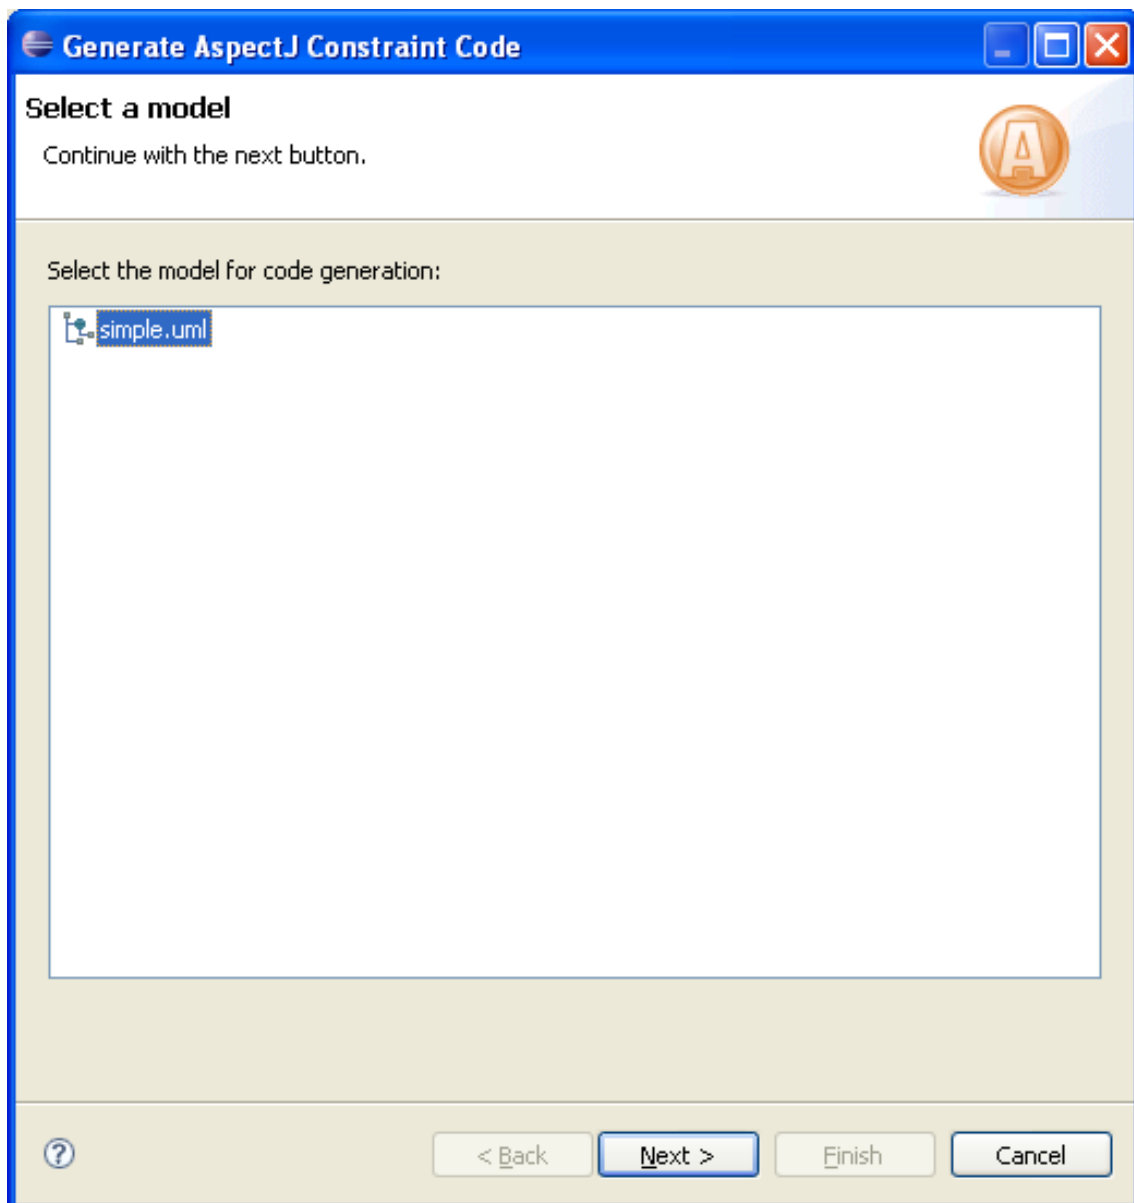 Generate AspectJ Constraint Code
Select a model
Continue with the next button.
A
Select the model for code generation:
simple.uml
?
< Back
Next >
Finish
Cancel